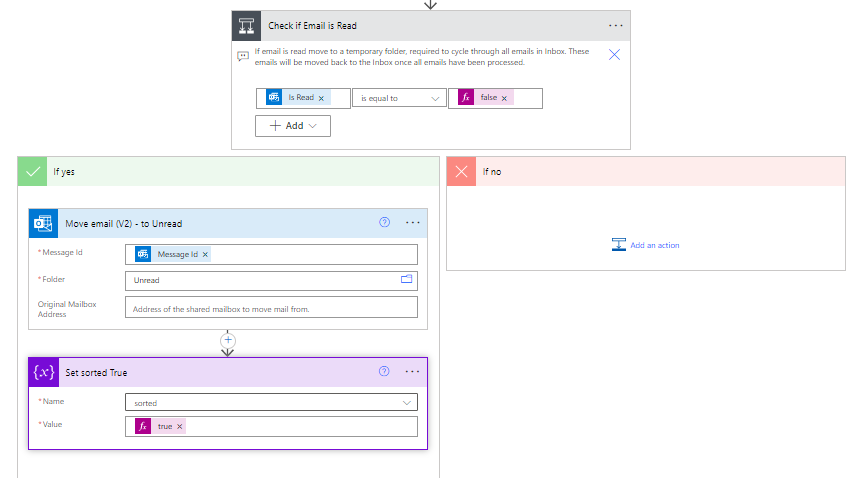 Check if Email is Read
If email is read move to a temporary folder, required to cycle through all emails in Inbox. These
emails will be moved back to the Inbox once all emails have been processed.
Is Read
is equal to
fx false
Add
If yes
If no
Move email (V2) - to Unread
* Message Id
Message Id
* Folder
Unread
Original Mailbox
Address
Address of the shared mailbox to move mail from.
Add an action
{x} Set sorted True
* Name
sorted
* Value
fx true